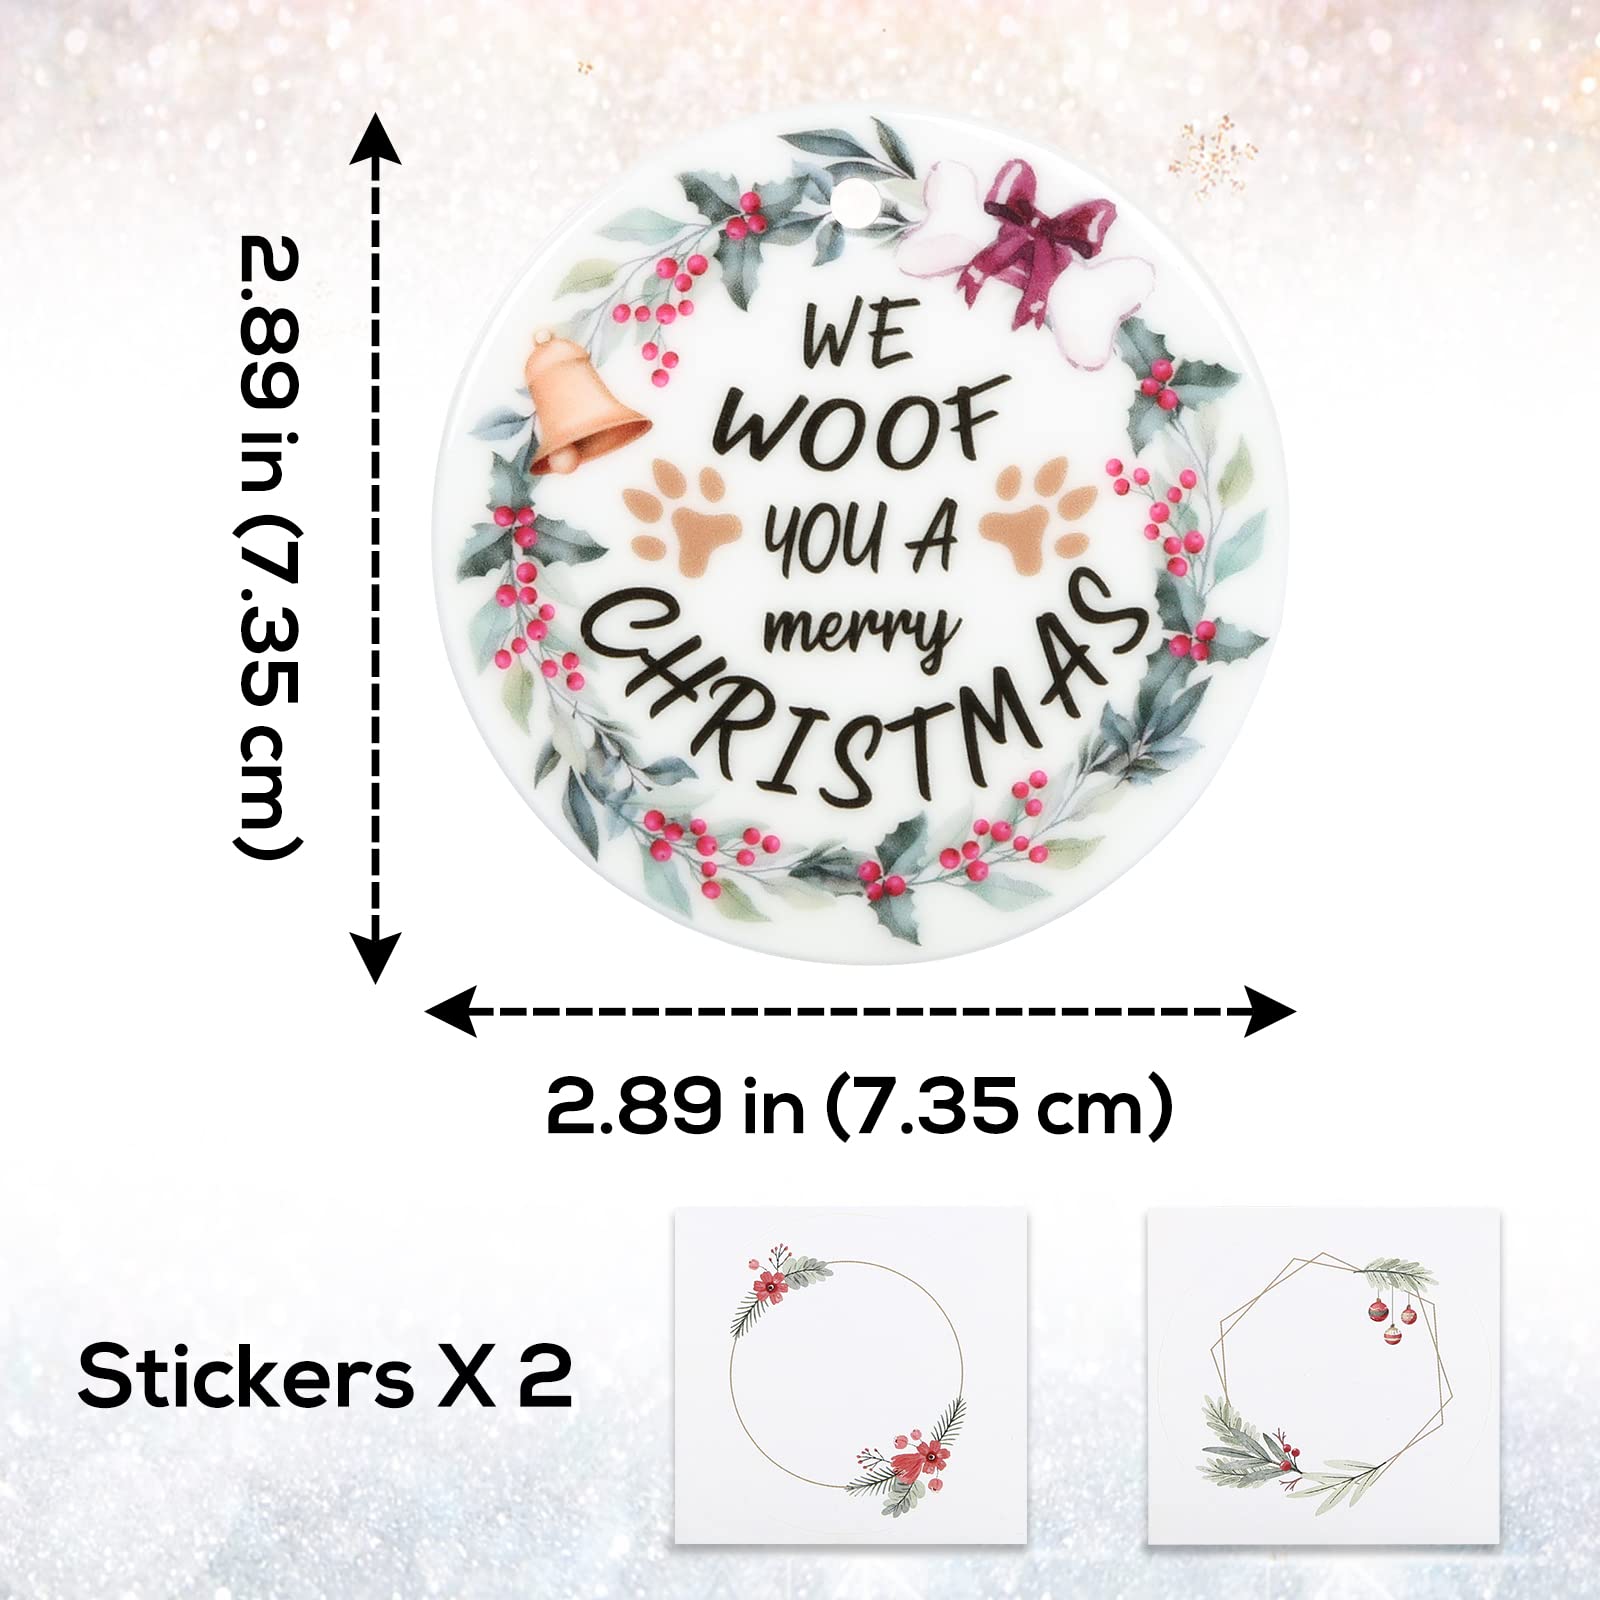 WE
WOOF
YOU A
merry
CHRISTMAS
2.89 in (7.35 cm)
2.89 in (7.35 cm)
Stickers X 2